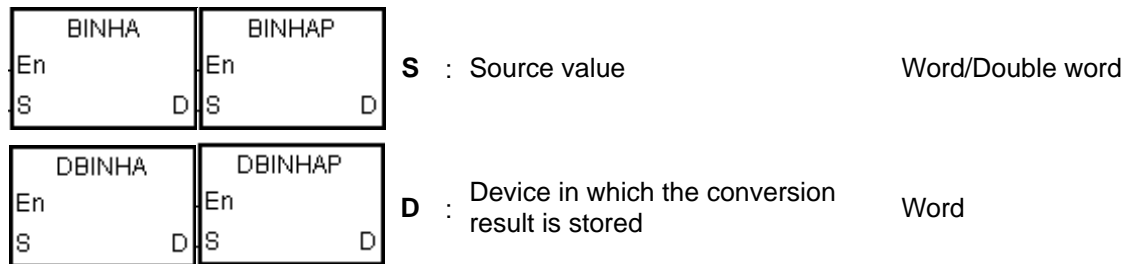 BINHA BINHAP
En En
S D S D
S : Source value Word/Double word
DBINHA DBINHAP
En En
S D S D
D : Device in which the conversion
result is stored
Word